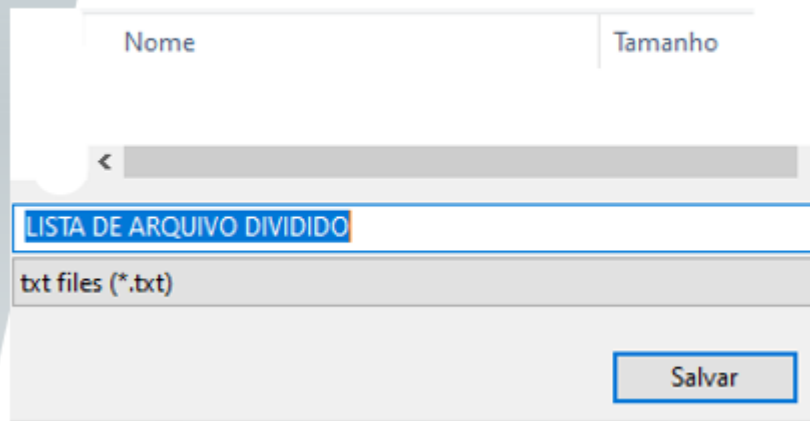 Nome Tamanho
LISTA DE ARQUIVO DIVIDIDO
txt files (*.txt)
Salvar